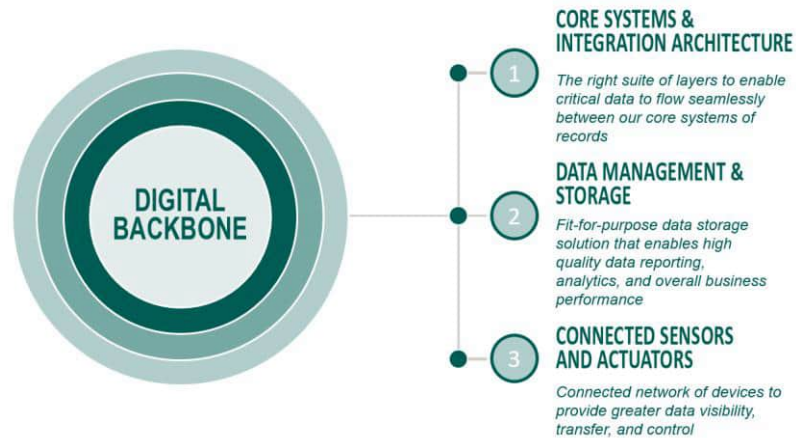 DIGITAL
BACKBONE
1
CORE SYSTEMS &
INTEGRATION ARCHITECTURE
The right suite of layers to enable
critical data to flow seamlessly
between our core systems of
records
2
DATA MANAGEMENT &
STORAGE
Fit-for-purpose data storage
solution that enables high
quality data reporting,
analytics, and overall business
performance
3
CONNECTED SENSORS
AND ACTUATORS
Connected network of devices to
provide greater data visibility,
transfer, and control